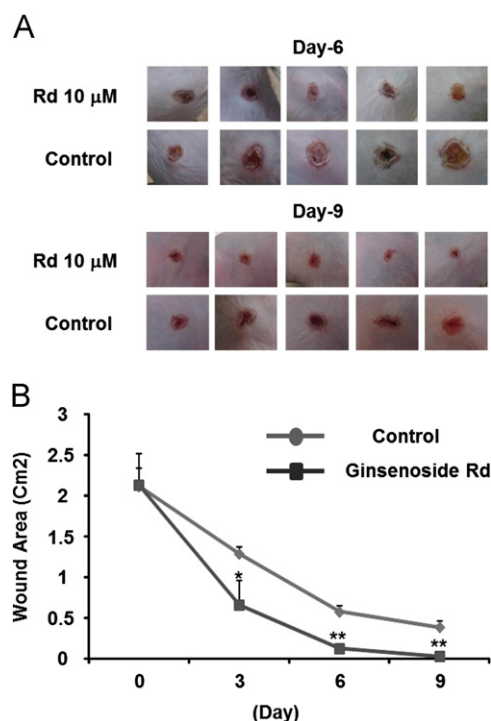 A
Day-6
Rd 10 μM
Control
Day-9
Rd 10 μM
Control
B
3
2.5
2
1.5
1
0.5
0
Wound Area (Cm2)
Control
Ginsenoside Rd
*
**
**
0 3 6 9
(Day)